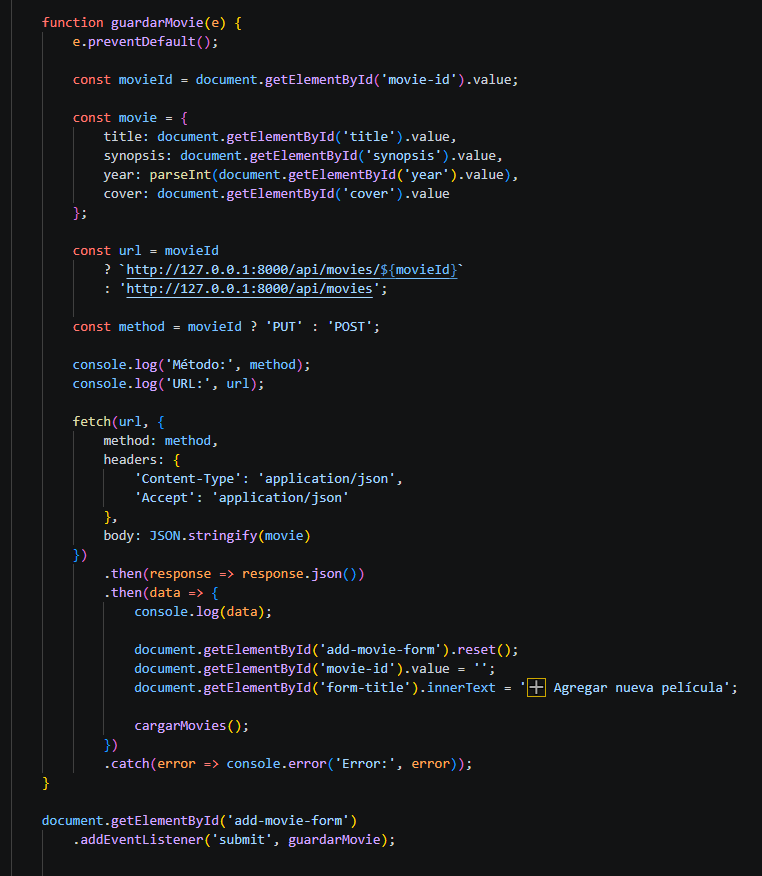 function guardarMovie(e) {
e.preventDefault();
const movieId = document.getElementById('movie-id').value;
const movie = {
title: document.getElementById('title').value,
synopsis: document.getElementById('synopsis').value,
year: parseInt(document.getElementById('year').value),
cover: document.getElementById('cover').value
};
const url = movieId
? `http://127.0.0.1:8000/api/movies/${movieId}`
: 'http://127.0.0.1:8000/api/movies';
const method = movieId ? 'PUT' : 'POST';
console.log('Método:', method);
console.log('URL:', url);
fetch(url, {
method: method,
headers: {
'Content-Type': 'application/json',
'Accept': 'application/json'
},
body: JSON.stringify(movie)
})
.then(response => response.json())
.then(data => {
console.log(data);
document.getElementById('add-movie-form').reset();
document.getElementById('movie-id').value = '';
document.getElementById('form-title').innerText = '➕ Agregar nueva película';
cargarMovies();
})
.catch(error => console.error('Error:', error));
}
document.getElementById('add-movie-form')
.addEventListener('submit', guardarMovie);